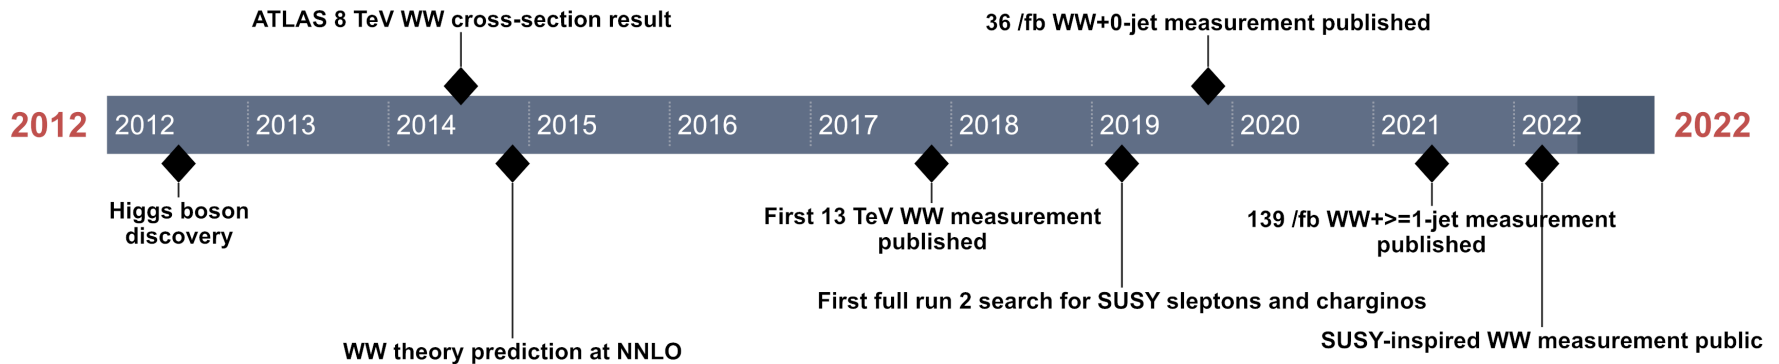 ATLAS 8 TeV WW cross-section result
36 /fb WW+0-jet measurement published
2012
2012
2013
2014
2015
2016
2017
2018
2019
2020
2021
2022
2022
Higgs boson
discovery
First 13 TeV WW measurement
published
139 /fb WW+>=1-jet measurement
published
First full run 2 search for SUSY sleptons and charginos
SUSY-inspired WW measurement public
WW theory prediction at NNLO